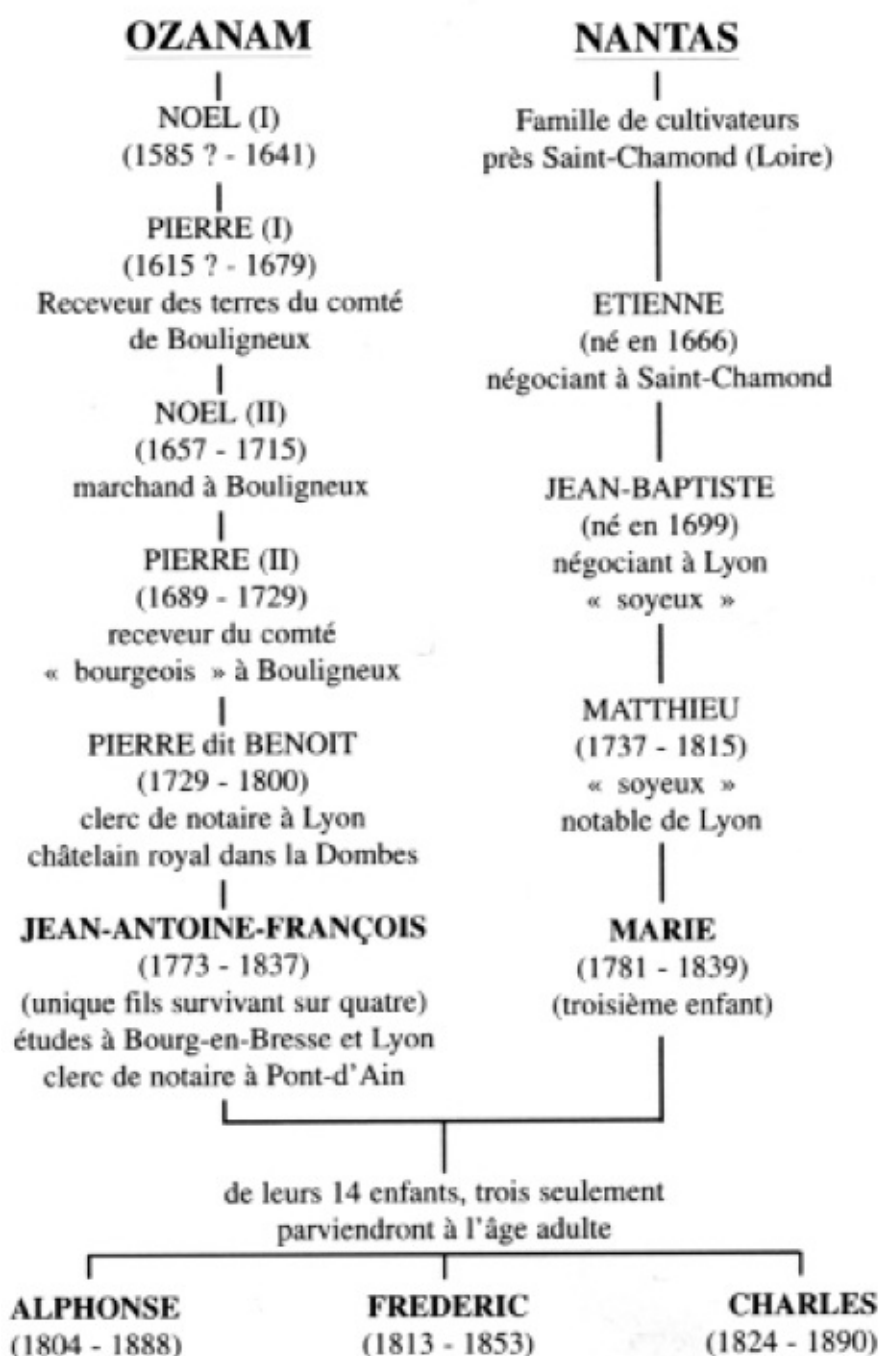 OZANAM
NOEL (I)
(1585 ? - 1641)
PIERRE (I)
(1615 ? - 1679)
Receveur des terres du comté
de Bouligneux
NOEL (II)
(1657 - 1715)
marchand à Bouligneux
PIERRE (II)
(1689 - 1729)
receveur du comté
« bourgeois » à Bouligneux
PIERRE dit BENOIT
(1729 - 1800)
clerc de notaire à Lyon
châtelain royal dans la Dombes
JEAN-ANTOINE-FRANÇOIS
(1773 - 1837)
(unique fils survivant sur quatre)
études à Bourg-en-Bresse et Lyon
clerc de notaire à Pont-d'Ain
NANTAS
Famille de cultivateurs
près Saint-Chamond (Loire)
ETIENNE
(né en 1666)
négociant à Saint-Chamond
JEAN-BAPTISTE
(né en 1699)
négociant à Lyon
« soyeux »
MATTHIEU
(1737 - 1815)
« soyeux »
notable de Lyon
MARIE
(1781 - 1839)
(troisième enfant)
de leurs 14 enfants, trois seulement
parviendront à l'âge adulte
ALPHONSE
(1804 - 1888)
FREDERIC
(1813 - 1853)
CHARLES
(1824 - 1890)